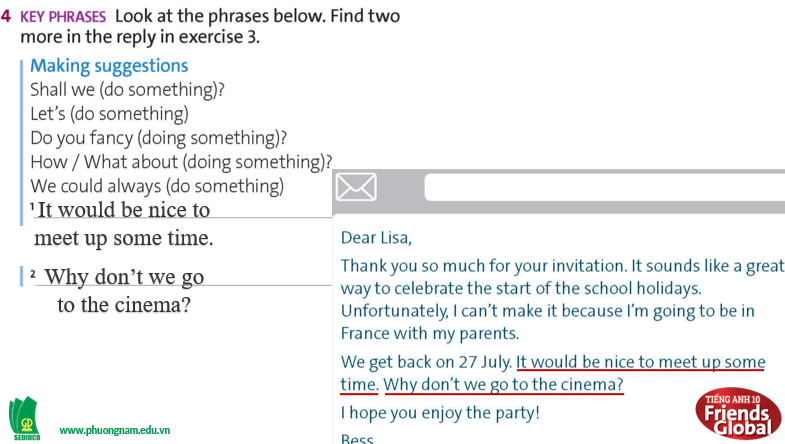 4 KEY PHRASES Look at the phrases below. Find two
more in the reply in exercise 3.
Making suggestions
Shall we (do something)?
Let's (do something)
Do you fancy (doing something)?
How / What about (doing something)?
We could always (do something)
1 It would be nice to
meet up some time.
2 Why don't we go
to the cinema?
Dear Lisa,
Thank you so much for your invitation. It sounds like a great
way to celebrate the start of the school holidays.
Unfortunately, I can't make it because I'm going to be in
France with my parents.
We get back on 27 July. It would be nice to meet up some
time. Why don't we go to the cinema?
I hope you enjoy the party!
Bess
SEDIDCO
www.phuongnam.edu.vn
TIẾNG ANH 10
Friends
Global